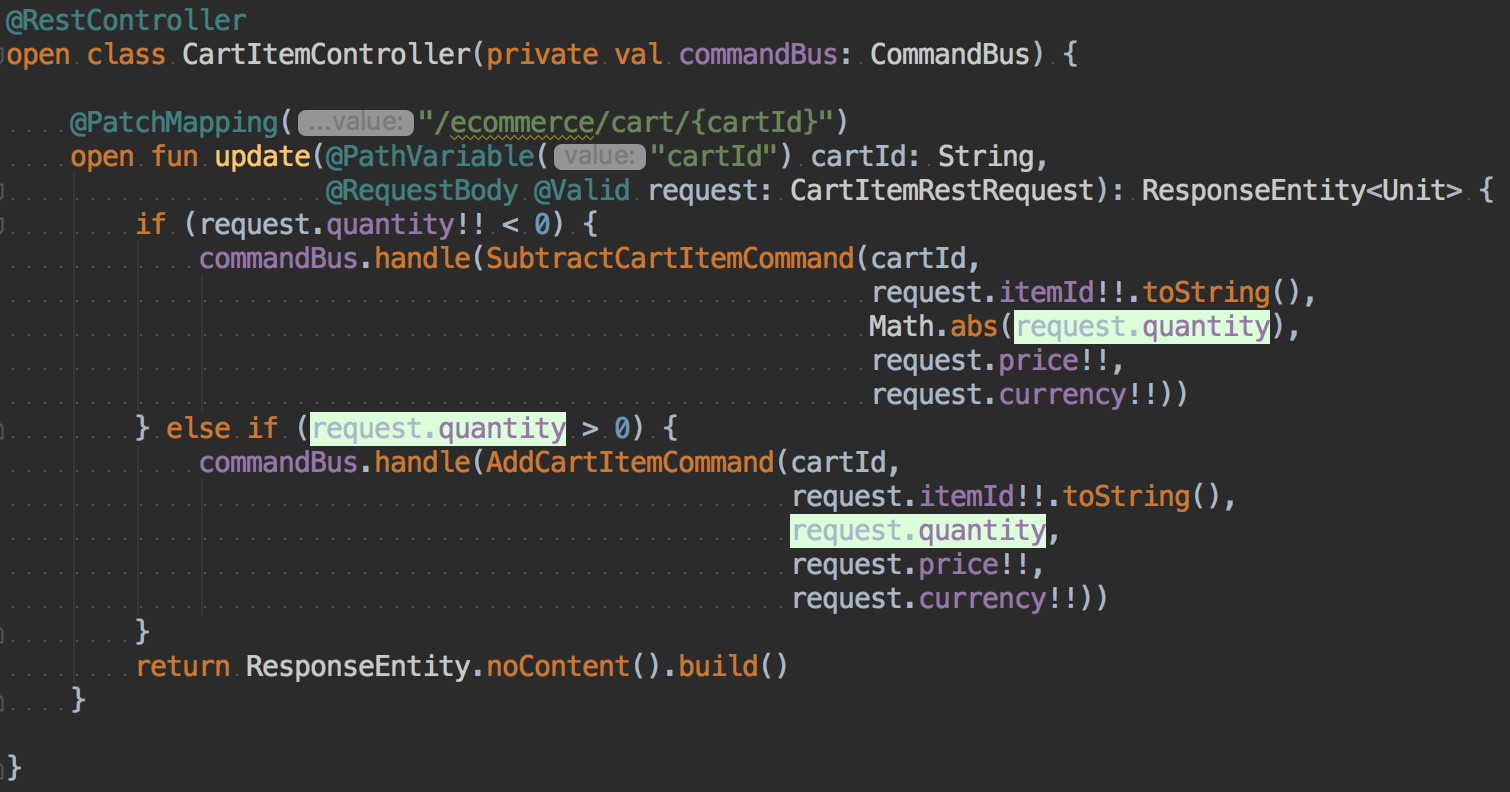 @RestController
open class CartItemController(private val commandBus: CommandBus) {
@PatchMapping( ...value: "/ecommerce/cart/{cartId}")
open fun update(@PathVariable( value: "cartId") cartId: String,
@RequestBody @Valid request: CartItemRestRequest): ResponseEntity<Unit> {
if (request.quantity!! < 0) {
commandBus.handle(SubtractCartItemCommand(cartId,
request.itemId!!.toString(),
Math.abs(request.quantity),
request.price!!,
request.currency!!))
} else if (request.quantity > 0) {
commandBus.handle(AddCartItemCommand(cartId,
request.itemId!!.toString(),
request.quantity,
request.price!!,
request.currency!!))
}
return ResponseEntity.noContent().build()
}
}